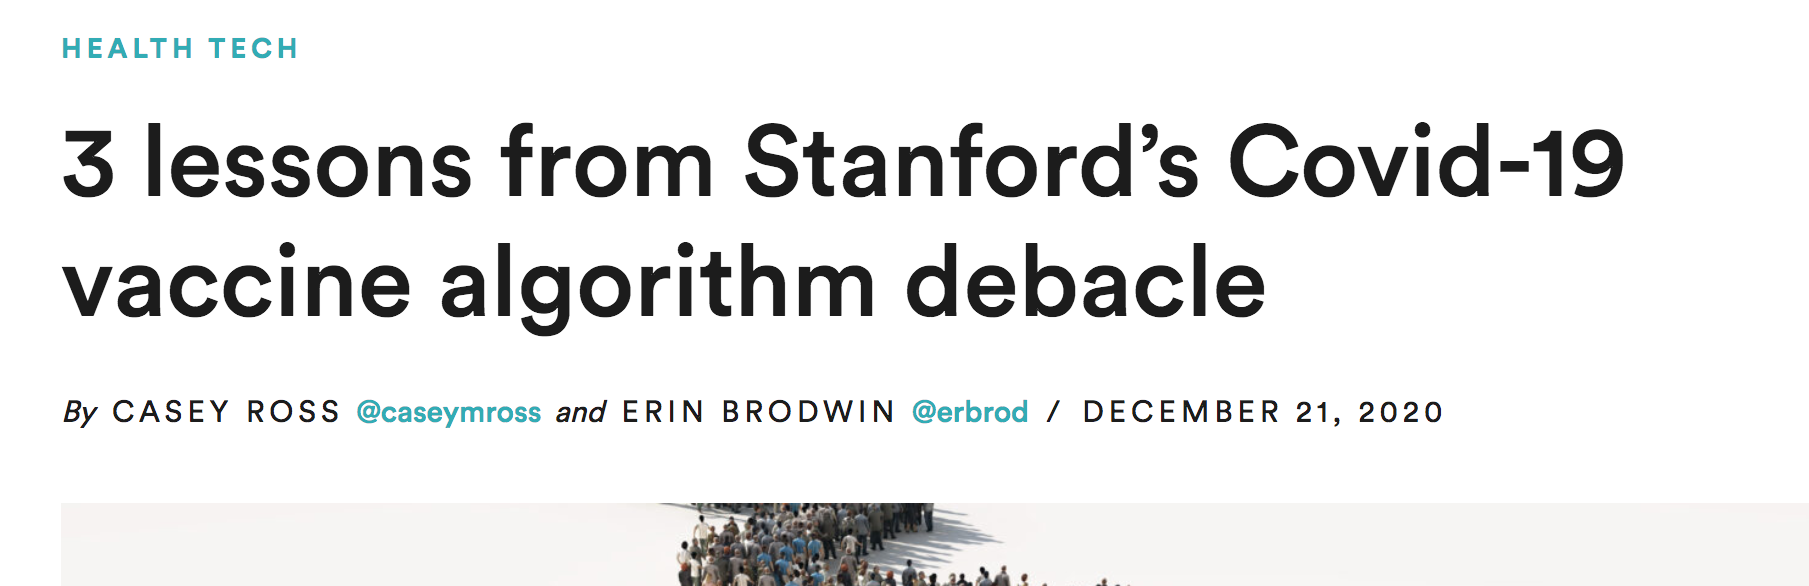 HEALTH TECH
3 lessons from Stanford’s Covid-19
vaccine algorithm debacle
By CASEY ROSS @caseymross and ERIN BRODWIN @erbrod / DECEMBER 21, 2020